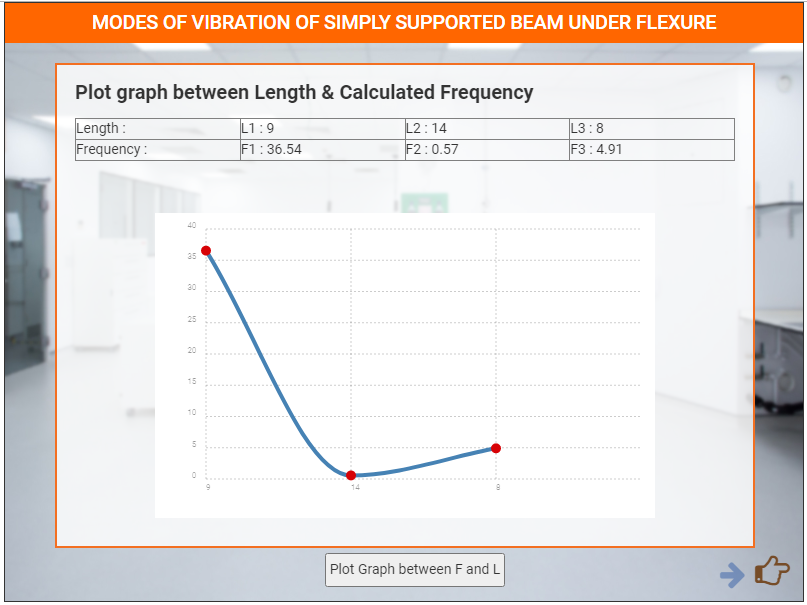 MODES OF VIBRATION OF SIMPLY SUPPORTED BEAM UNDER FLEXURE
Plot graph between Length & Calculated Frequency
Length : L1 : 9 L2 : 14 L3 : 8
Frequency : F1 : 36.54 F2 : 0.57 F3 : 4.91
40
35
30
25
20
15
10
5
0
9 14 8
Plot Graph between F and L